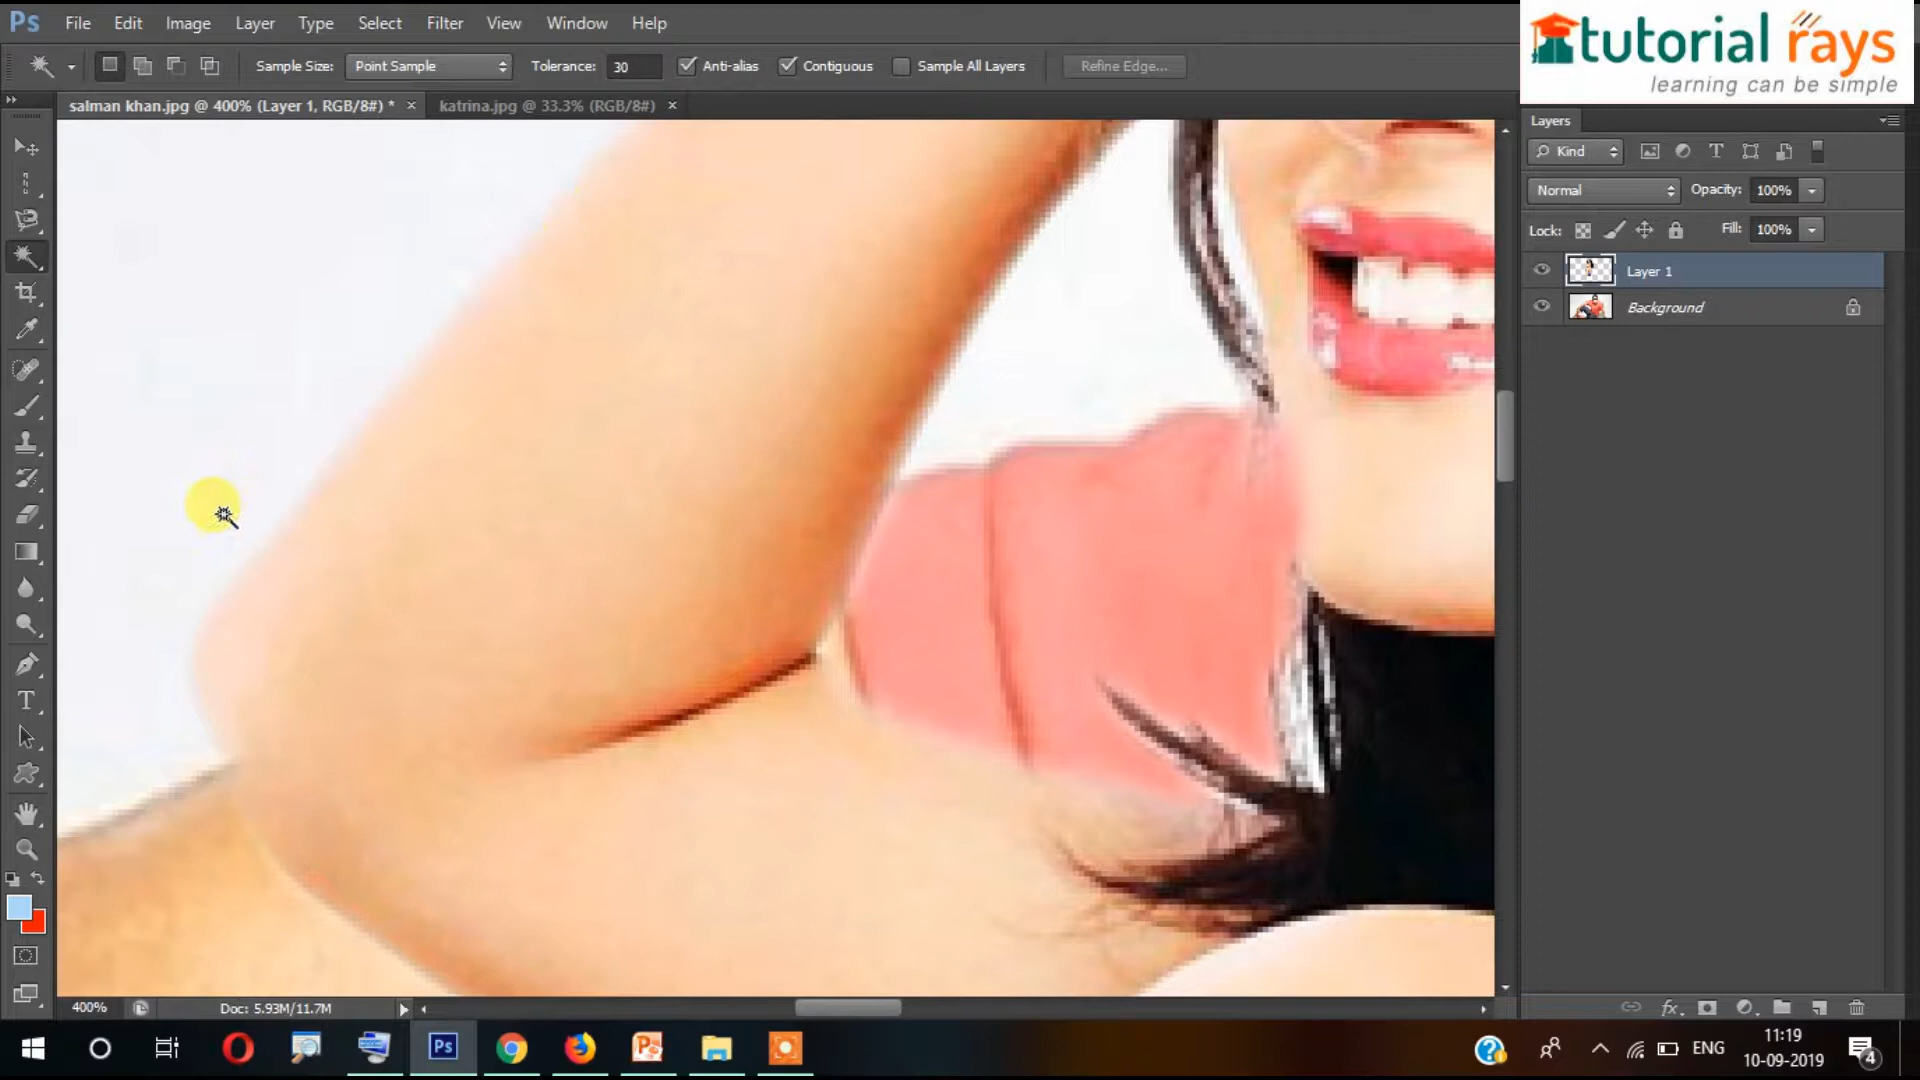 Ps File Edit Image Layer Type Select Filter View Window Help
tutorial rays
learning can be simple
Sample Size: Point Sample Tolerance: 30 Anti-alias Contiguous Sample All Layers Refine Edge...
salman khan.jpg @ 400% (Layer 1, RGB/8#) * × katrina.jpg @ 33.3% (RGB/8#) ×
Layers
Kind
Normal Opacity: 100%
Lock: Fill: 100%
Layer 1
Background
400% Doc: 5.93M/11.7M
11:19
ENG
10-09-2019
4